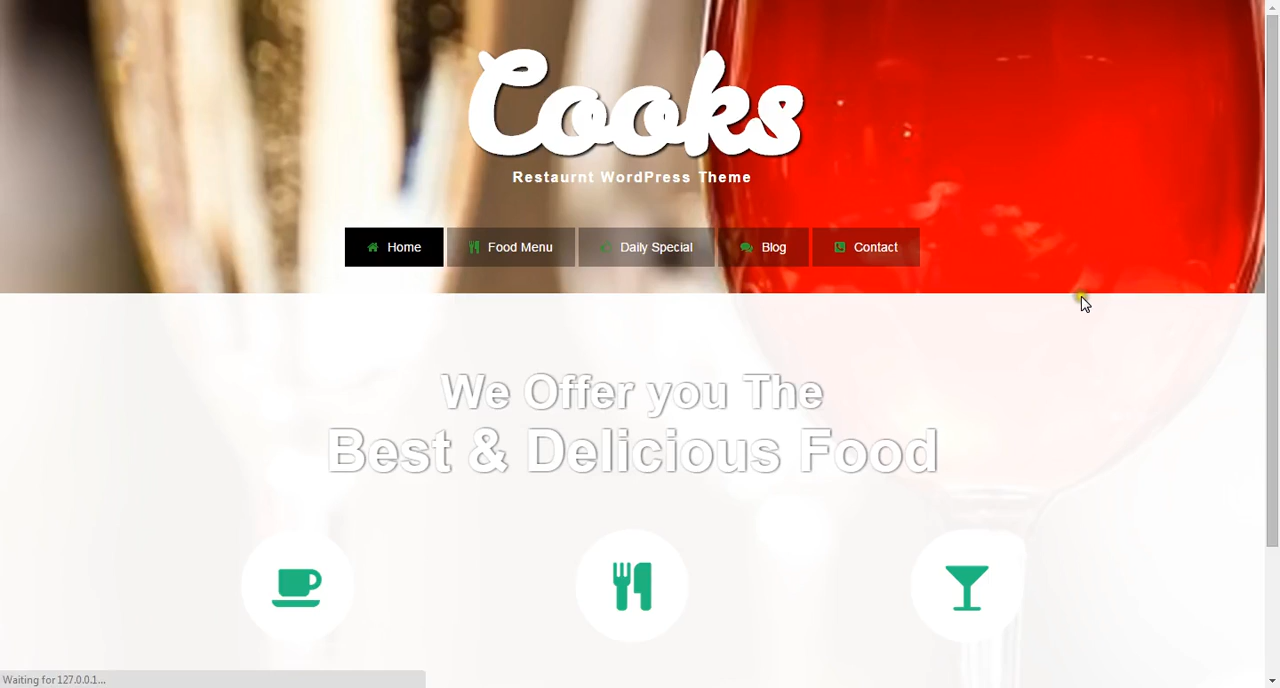 Cooks
Restaurnt WordPress Theme
Home Food Menu Daily Special Blog Contact
We Offer you The
Best & Delicious Food
Waiting for 127.0.0.1...